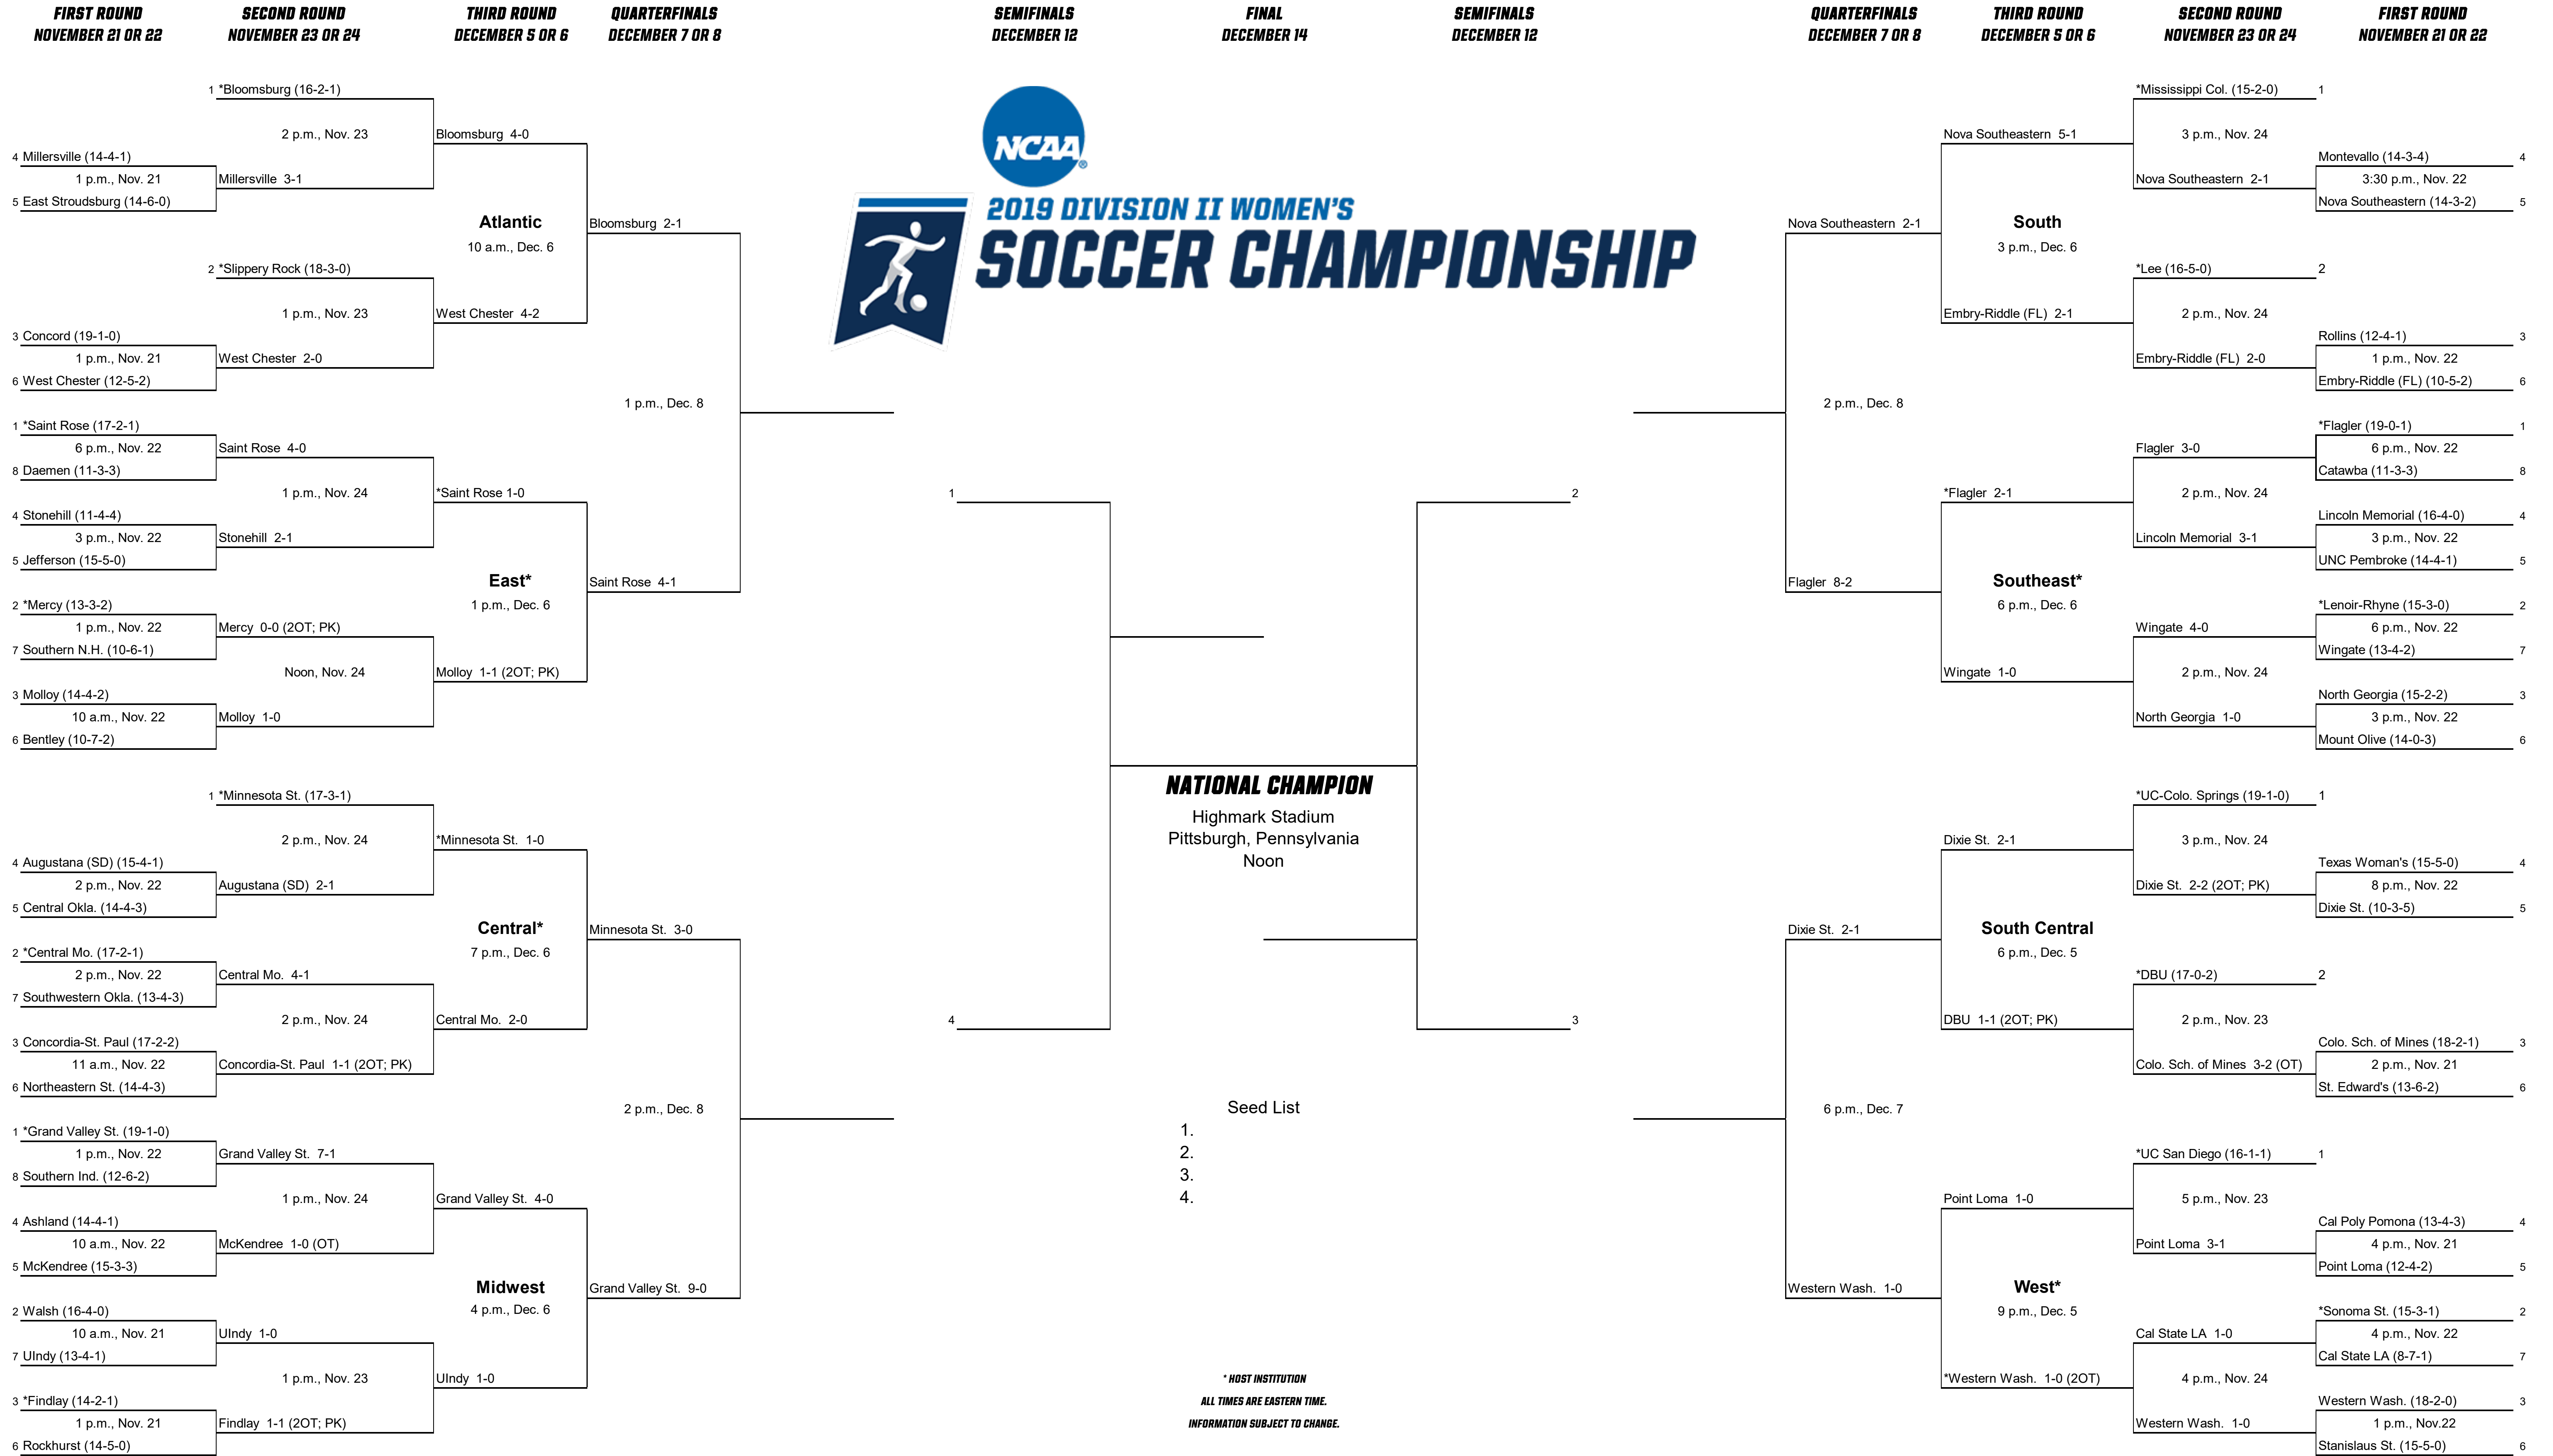 FIRST ROUND
NOVEMBER 21 OR 22
SECOND ROUND
NOVEMBER 23 OR 24
THIRD ROUND
DECEMBER 5 OR 6
QUARTERFINALS
DECEMBER 7 OR 8
SEMIFINALS
DECEMBER 12
FINAL
DECEMBER 14
SEMIFINALS
DECEMBER 12
QUARTERFINALS
DECEMBER 7 OR 8
THIRD ROUND
DECEMBER 5 OR 6
SECOND ROUND
NOVEMBER 23 OR 24
FIRST ROUND
NOVEMBER 21 OR 22
NCAA®
2019 DIVISION II WOMEN'S
SOCCER CHAMPIONSHIP
1 *Bloomsburg (16-2-1)
2 p.m., Nov. 23
Bloomsburg 4-0
4 Millersville (14-4-1)
1 p.m., Nov. 21
Millersville 3-1
5 East Stroudsburg (14-6-0)
Atlantic
10 a.m., Dec. 6
Bloomsburg 2-1
2 *Slippery Rock (18-3-0)
1 p.m., Nov. 23
West Chester 4-2
3 Concord (19-1-0)
1 p.m., Nov. 21
West Chester 2-0
6 West Chester (12-5-2)
1 p.m., Dec. 8
1 *Saint Rose (17-2-1)
6 p.m., Nov. 22
Saint Rose 4-0
8 Daemen (11-3-3)
1 p.m., Nov. 24
*Saint Rose 1-0
4 Stonehill (11-4-4)
3 p.m., Nov. 22
Stonehill 2-1
5 Jefferson (15-5-0)
East*
1 p.m., Dec. 6
Saint Rose 4-1
2 *Mercy (13-3-2)
1 p.m., Nov. 22
Mercy 0-0 (2OT; PK)
7 Southern N.H. (10-6-1)
Noon, Nov. 24
Molloy 1-1 (2OT; PK)
3 Molloy (14-4-2)
10 a.m., Nov. 22
Molloy 1-0
6 Bentley (10-7-2)
1 *Minnesota St. (17-3-1)
2 p.m., Nov. 24
*Minnesota St. 1-0
4 Augustana (SD) (15-4-1)
2 p.m., Nov. 22
Augustana (SD) 2-1
5 Central Okla. (14-4-3)
Central*
7 p.m., Dec. 6
Minnesota St. 3-0
2 *Central Mo. (17-2-1)
2 p.m., Nov. 22
Central Mo. 4-1
7 Southwestern Okla. (13-4-3)
2 p.m., Nov. 24
Central Mo. 2-0
3 Concordia-St. Paul (17-2-2)
11 a.m., Nov. 22
Concordia-St. Paul 1-1 (2OT; PK)
6 Northeastern St. (14-4-3)
2 p.m., Dec. 8
1 *Grand Valley St. (19-1-0)
1 p.m., Nov. 22
Grand Valley St. 7-1
8 Southern Ind. (12-6-2)
1 p.m., Nov. 24
Grand Valley St. 4-0
4 Ashland (14-4-1)
10 a.m., Nov. 22
McKendree 1-0 (OT)
5 McKendree (15-3-3)
Midwest
4 p.m., Dec. 6
Grand Valley St. 9-0
2 Walsh (16-4-0)
10 a.m., Nov. 21
UIndy 1-0
7 UIndy (13-4-1)
1 p.m., Nov. 23
UIndy 1-0
3 *Findlay (14-2-1)
1 p.m., Nov. 21
Findlay 1-1 (2OT; PK)
6 Rockhurst (14-5-0)
1
2
4
3
NATIONAL CHAMPION
Highmark Stadium
Pittsburgh, Pennsylvania
Noon
Seed List
1.
2.
3.
4.
* HOST INSTITUTION
ALL TIMES ARE EASTERN TIME.
INFORMATION SUBJECT TO CHANGE.
*Mississippi Col. (15-2-0) 1
Nova Southeastern 5-1
3 p.m., Nov. 24
Montevallo (14-3-4) 4
3:30 p.m., Nov. 22
Nova Southeastern 2-1
Nova Southeastern (14-3-2) 5
Nova Southeastern 2-1
South
3 p.m., Dec. 6
*Lee (16-5-0) 2
Embry-Riddle (FL) 2-1
2 p.m., Nov. 24
Rollins (12-4-1) 3
1 p.m., Nov. 22
Embry-Riddle (FL) 2-0
Embry-Riddle (FL) (10-5-2) 6
2 p.m., Dec. 8
*Flagler (19-0-1) 1
Flagler 3-0
6 p.m., Nov. 22
Catawba (11-3-3) 8
*Flagler 2-1
2 p.m., Nov. 24
Lincoln Memorial (16-4-0) 4
Lincoln Memorial 3-1
3 p.m., Nov. 22
UNC Pembroke (14-4-1) 5
Flagler 8-2
Southeast*
6 p.m., Dec. 6
*Lenoir-Rhyne (15-3-0) 2
Wingate 4-0
6 p.m., Nov. 22
Wingate (13-4-2) 7
Wingate 1-0
2 p.m., Nov. 24
North Georgia (15-2-2) 3
North Georgia 1-0
3 p.m., Nov. 22
Mount Olive (14-0-3) 6
*UC-Colo. Springs (19-1-0) 1
Dixie St. 2-1
3 p.m., Nov. 24
Texas Woman's (15-5-0) 4
Dixie St. 2-2 (2OT; PK)
8 p.m., Nov. 22
Dixie St. (10-3-5) 5
Dixie St. 2-1
South Central
6 p.m., Dec. 5
*DBU (17-0-2) 2
DBU 1-1 (2OT; PK)
2 p.m., Nov. 23
Colo. Sch. of Mines (18-2-1) 3
Colo. Sch. of Mines 3-2 (OT)
2 p.m., Nov. 21
St. Edward's (13-6-2) 6
6 p.m., Dec. 7
*UC San Diego (16-1-1) 1
Point Loma 1-0
5 p.m., Nov. 23
Cal Poly Pomona (13-4-3) 4
Point Loma 3-1
4 p.m., Nov. 21
Point Loma (12-4-2) 5
Western Wash. 1-0
West*
9 p.m., Dec. 5
*Sonoma St. (15-3-1) 2
Cal State LA 1-0
4 p.m., Nov. 22
Cal State LA (8-7-1) 7
*Western Wash. 1-0 (2OT)
4 p.m., Nov. 24
Western Wash. (18-2-0) 3
Western Wash. 1-0
1 p.m., Nov.22
Stanislaus St. (15-5-0) 6